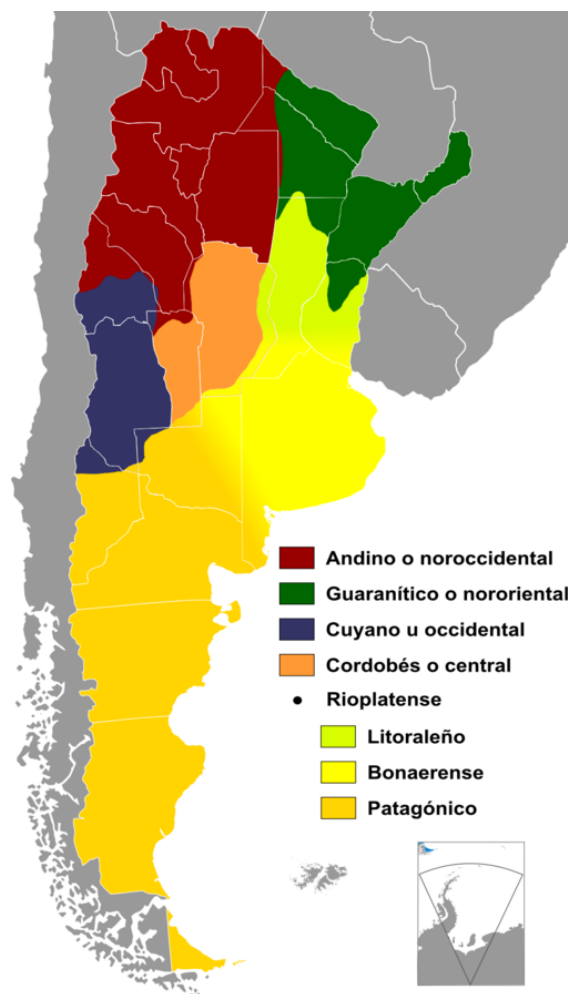 Andino o noroccidental
Guaranítico o nororiental
Cuyano u occidental
Cordobés o central
Rioplatense
Litoraleño
Bonaerense
Patagónico